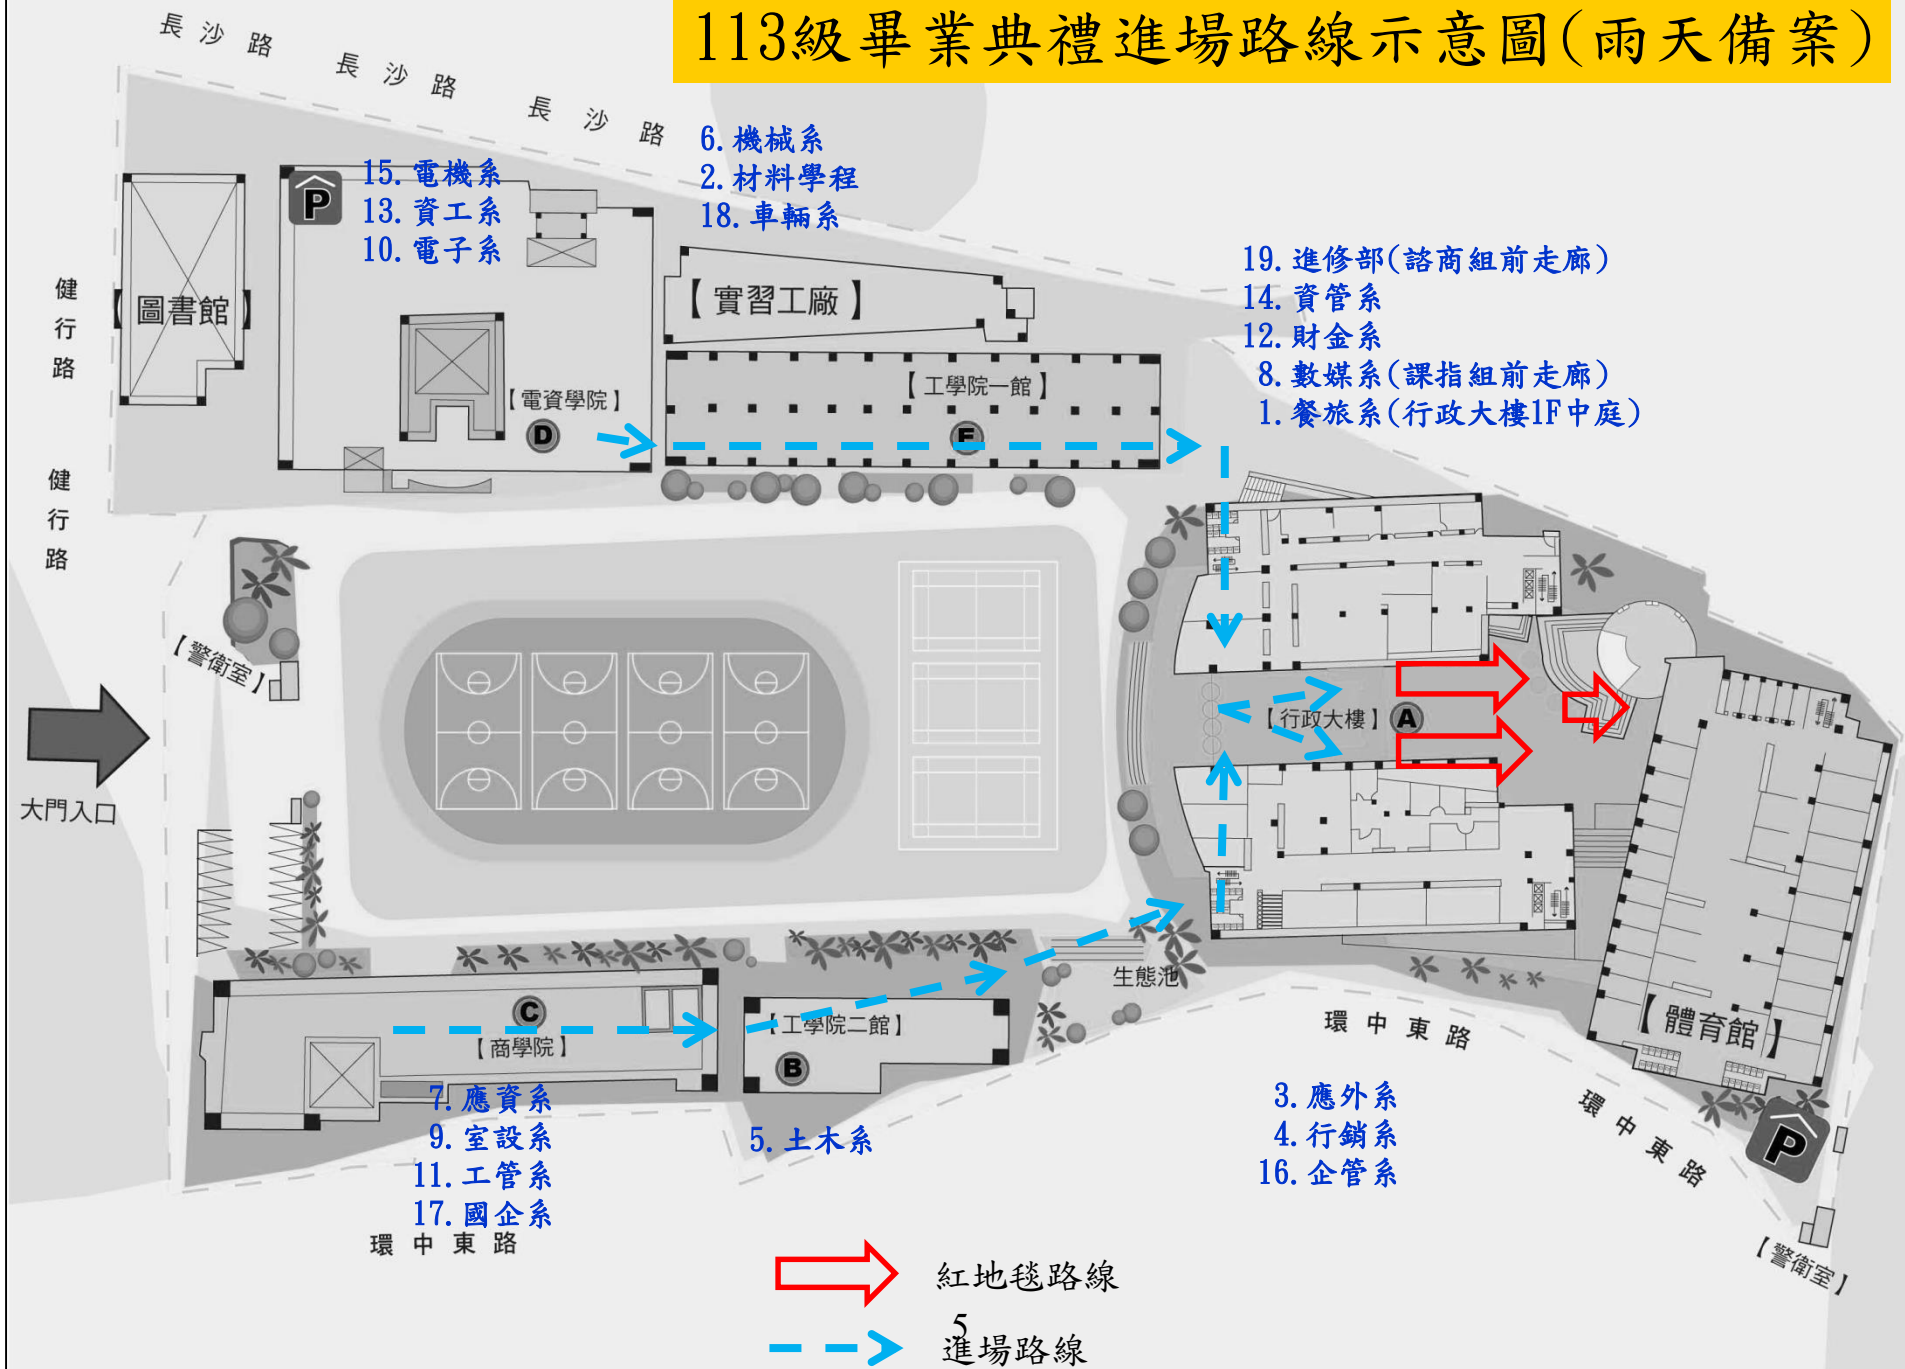 113級畢業典禮進場路線示意圖(雨天備案)
長沙路
長沙路
長沙路
6.機械系
2.材料學程
18.車輛系
15.電機系
13.資工系
10.電子系
P
19.進修部(諮商組前走廊)
14.資管系
12.財金系
8.數媒系(課指組前走廊)
1.餐旅系(行政大樓1F中庭)
健行路
【圖書館】
【實習工廠】
【工學院一館】
E
【電資學院】
D
健行路
【警衛室】
【行政大樓】
A
大門入口
生態池
C
【商學院】
【工學院二館】
B
【體育館】
環中東路
環中東路
P
7.應資系
9.室設系
11.工管系
17.國企系
5.土木系
3.應外系
4.行銷系
16.企管系
環中東路
【警衛室】
紅地毯路線
5
進場路線